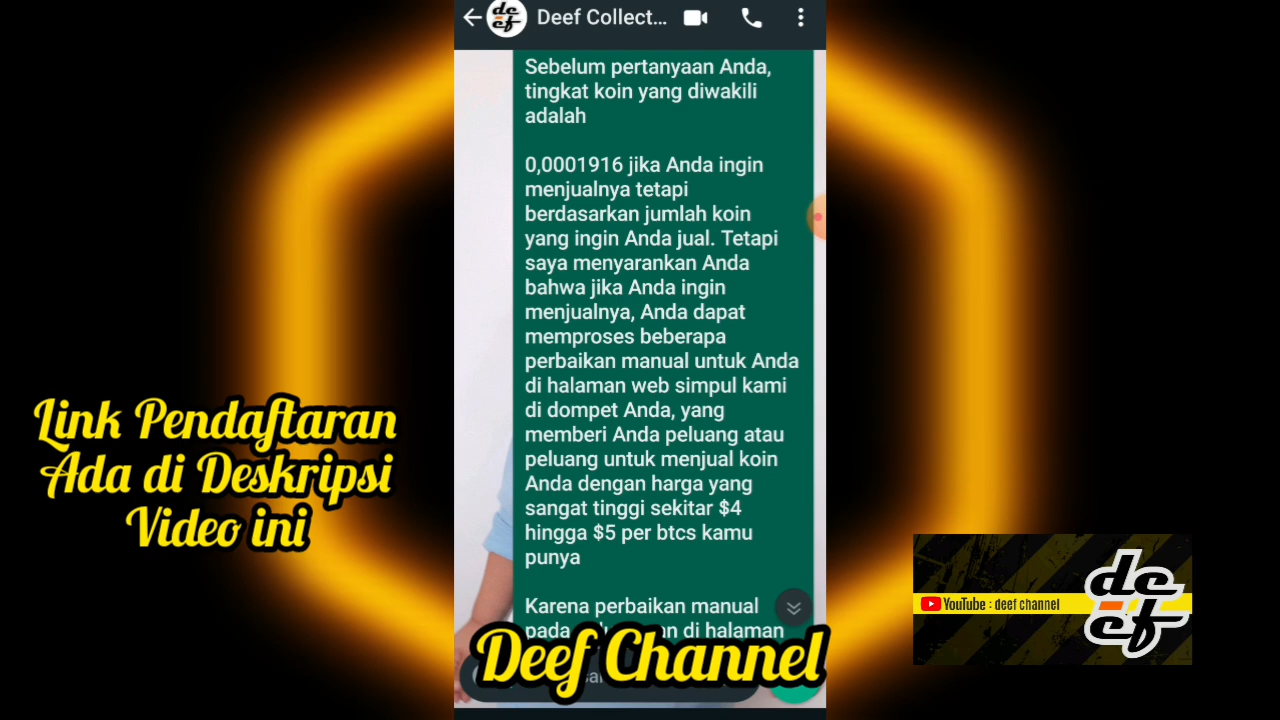 Deef Collect...
Sebelum pertanyaan Anda,
tingkat koin yang diwakili
adalah
0,0001916 jika Anda ingin
menjualnya tetapi
berdasarkan jumlah koin
yang ingin Anda jual. Tetapi
saya menyarankan Anda
bahwa jika Anda ingin
menjualnya, Anda dapat
memproses beberapa
perbaikan manual untuk Anda
di halaman web simpul kami
di dompet Anda, yang
memberi Anda peluang atau
peluang untuk menjual koin
Anda dengan harga yang
sangat tinggi sekitar $4
hingga $5 per btcs kamu
punya
Karena perbaikan manual
pada di halaman
Link Pendaftaran
Ada di Deskripsi
Video ini
Deef Channel
YouTube : deef channel
deef